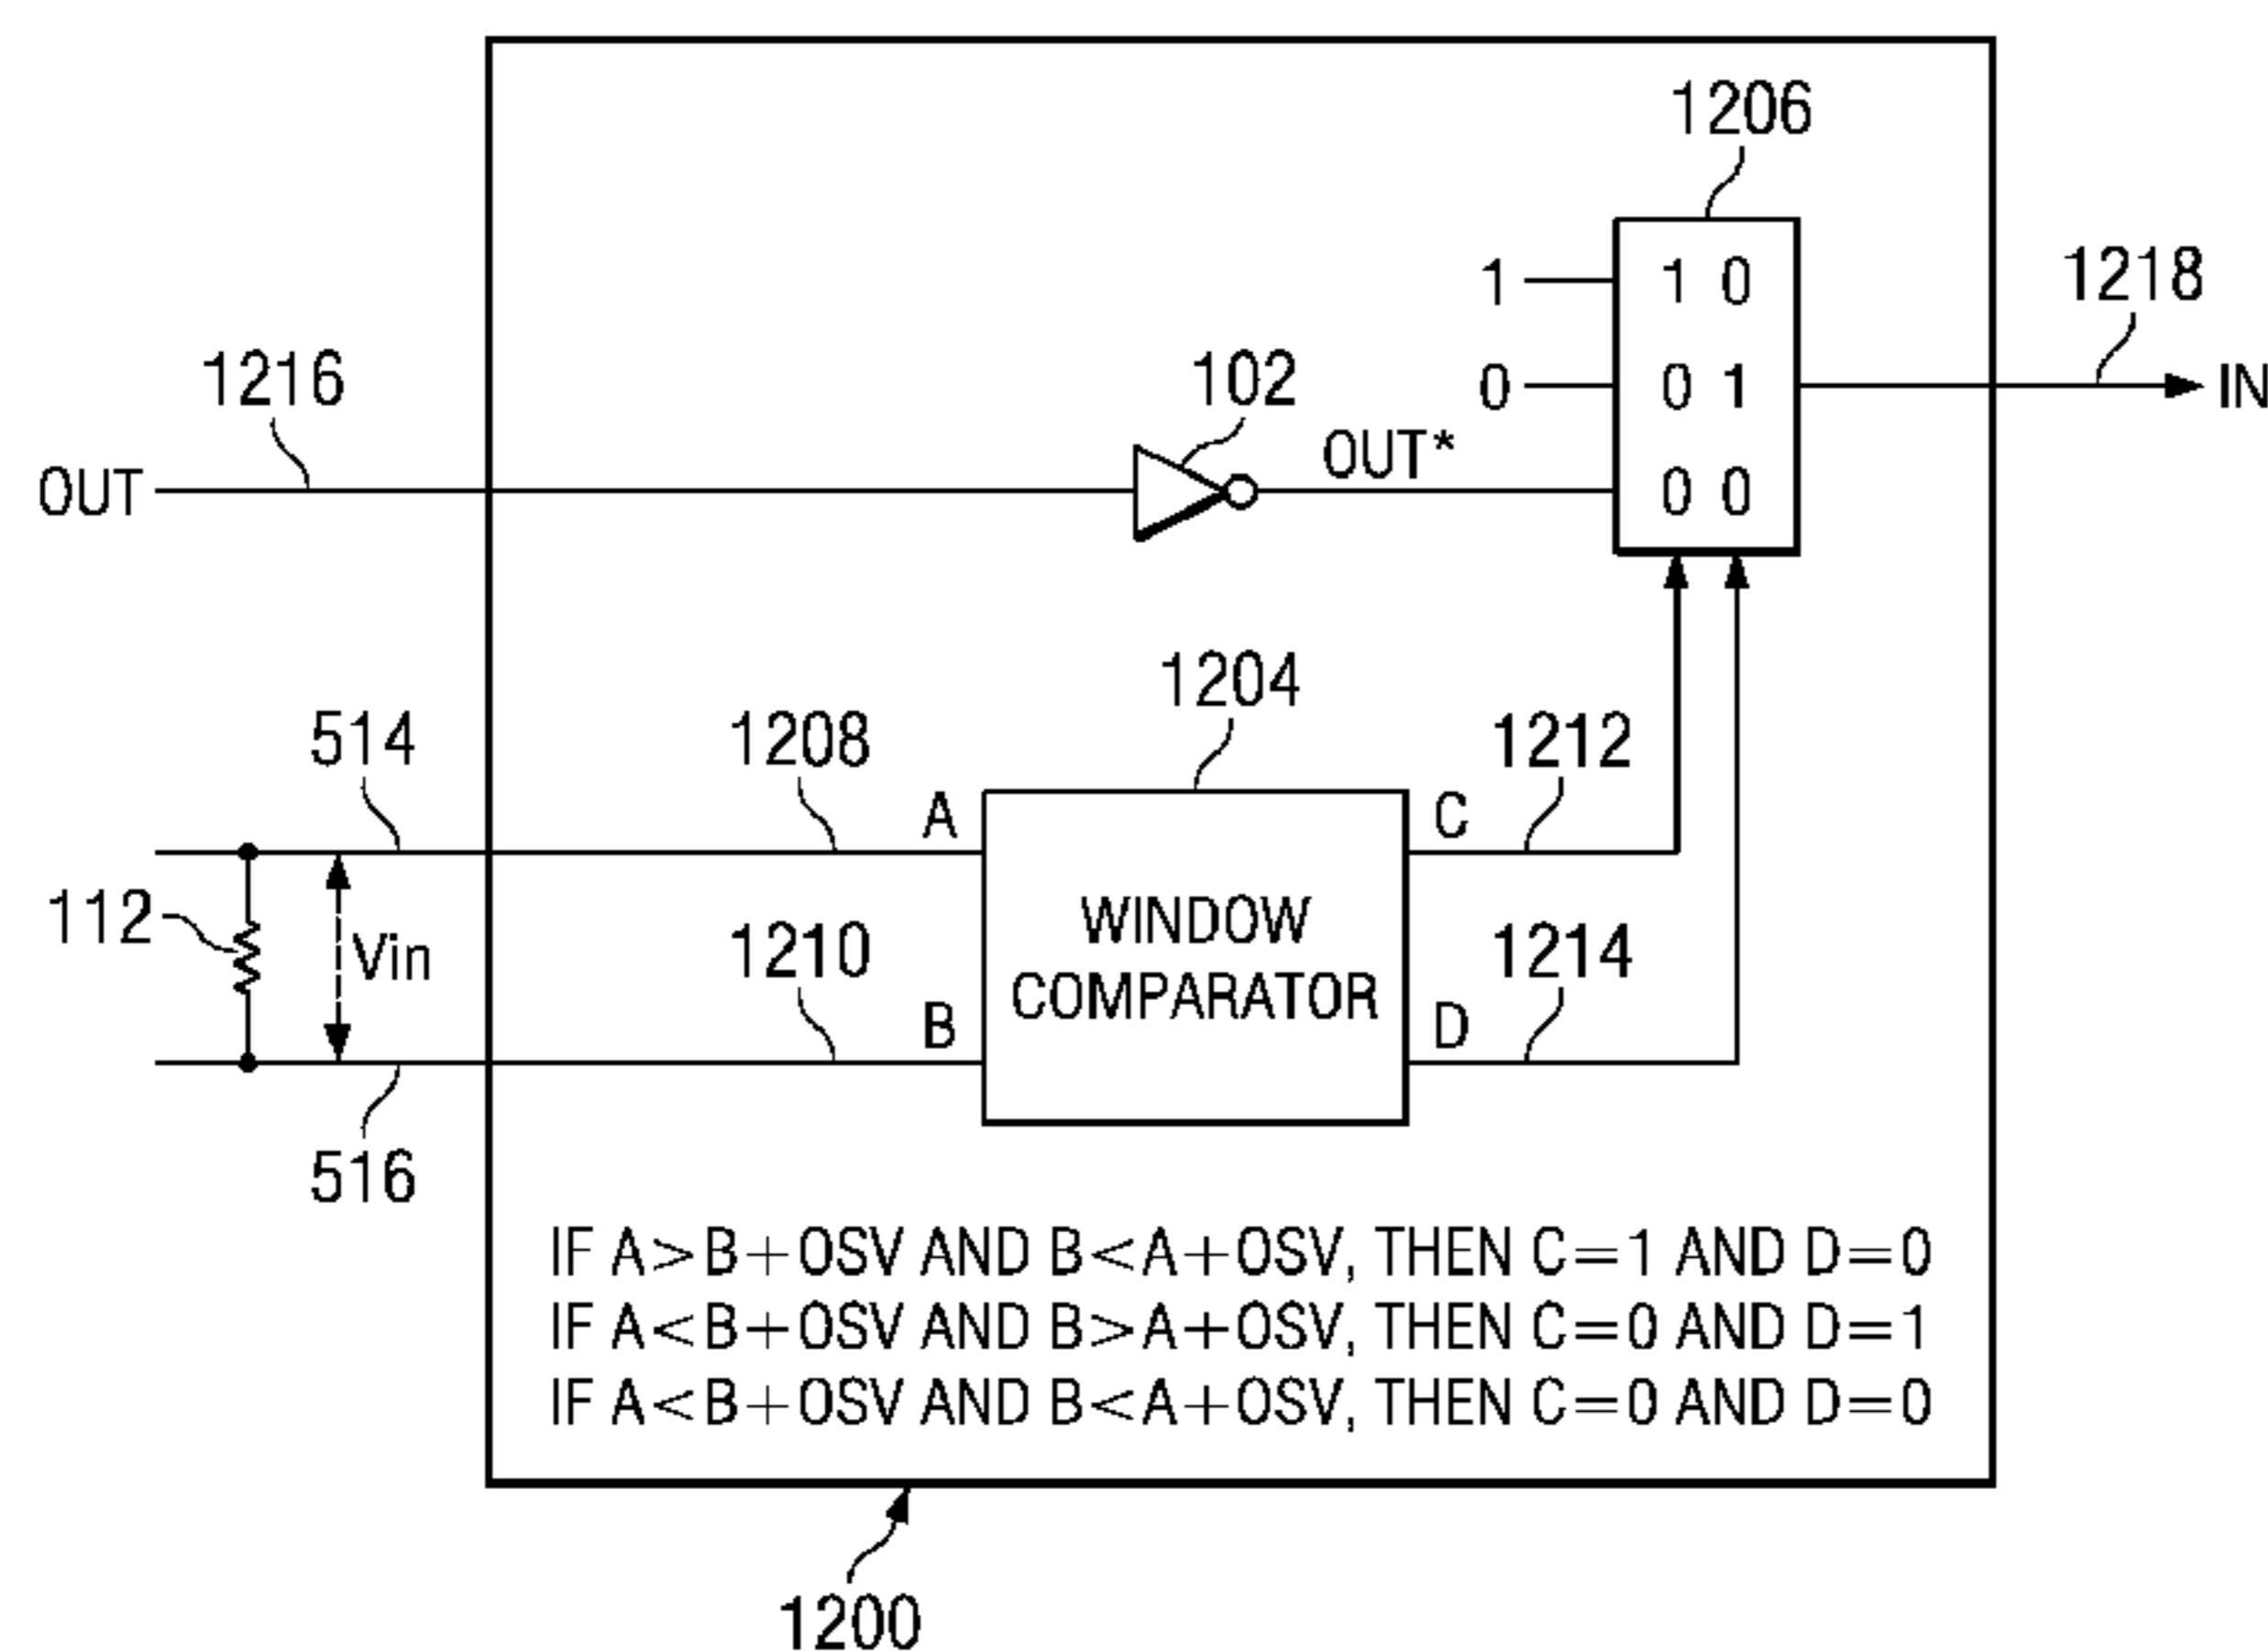 1206
1 1 0 1218
0 0 1 IN
1216 102 OUT*
OUT 0 0
1204
514 1208 1212
A C
112 Vin WINDOW
1210 COMPARATOR 1214
B D
516
IF A>B+OSV AND B<A+OSV, THEN C=1 AND D=0
IF A<B+OSV AND B>A+OSV, THEN C=0 AND D=1
IF A<B+OSV AND B<A+OSV, THEN C=0 AND D=0
1200